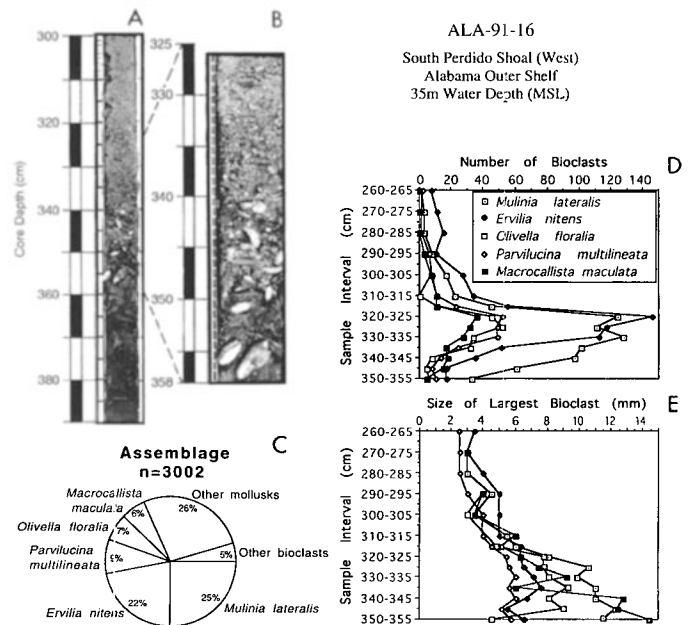 A
B
300
320
340
360
380
Core Depth (cm)
325
330
340
350
358
ALA-91-16
South Perdido Shoal (West)
Alabama Outer Shelf
35m Water Depth (MSL)
Number of Bioclasts
D
0 20 40 60 80 100 120 150
260-265
270-275
280-285
290-295
300-305
310-315
320-325
330-335
340-345
350-355
Sample Interval (cm)
Mulinia lateralis
Ervilia nitens
Olivella floralia
Parvilucina multilineata
Macrocallista maculata
Size of Largest Bioclast (mm)
E
0 2 4 6 8 10 12 15
260-265
270-275
280-285
290-295
300-305
310-315
320-325
330-335
340-345
350-355
Sample Interval (cm)
C
Assemblage
n=3002
Macrocallista
maculata
6%
Other mollusks
26%
Olivella floralia
7%
Parvilucina
multilineata
9%
Other bioclasts
5%
Ervilia nitens
22%
25%
Mulinia lateralis